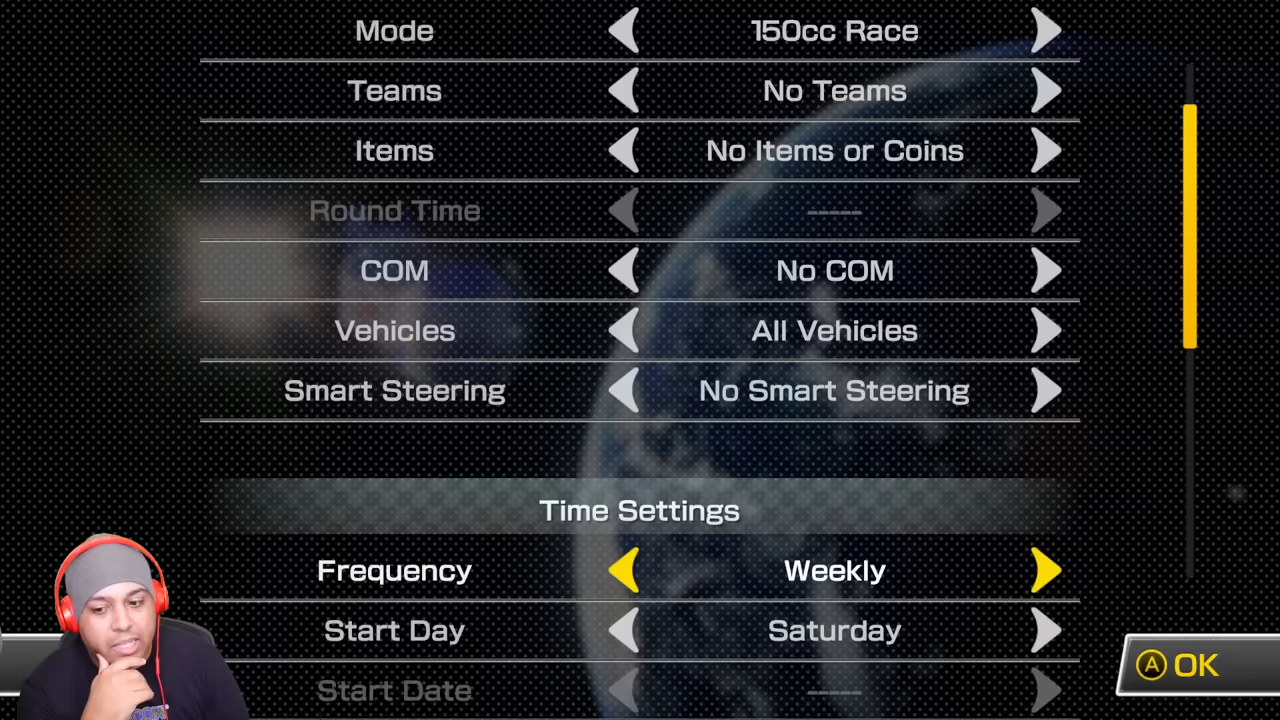 Mode 150cc Race
Teams No Teams
Items No Items or Coins
Round Time -----
COM No COM
Vehicles All Vehicles
Smart Steering No Smart Steering
Time Settings
Frequency Weekly
Start Day Saturday
A OK
Start Date -----